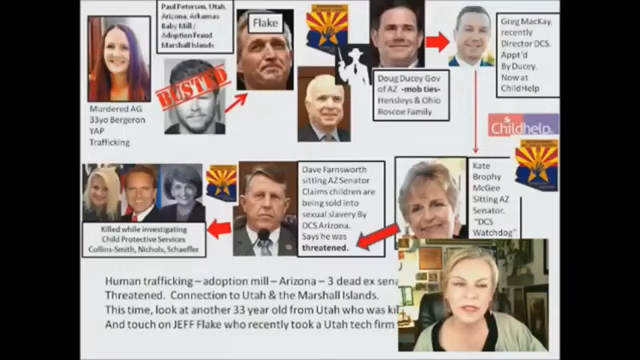 Paul Petersen, Utah,
Arizona, Arkansas
Baby Mill /
Adoption Fraud
Marshall Islands
Flake
BUSTED
Murdered AG
33yo Bergeron
YAP
Trafficking
Doug Ducey Gov
of AZ -mob ties-
Hensleys & Ohio
Roscoe Family
Greg MacKay,
recently
Director DCS.
Appt'd
By Ducey.
Now at
ChildHelp
Childhelp.
Kate
Brophy
McGee
Sitting AZ
Senator.
"DCS
Watchdog"
Dave Farnsworth
sitting AZ Senator
Claims children are
being sold into
sexual slavery By
DCS Arizona.
Says he was
threatened.
Killed while investigating
Child Protective Services
Collins-Smith, Nichols, Schaeffer
Human trafficking – adoption mill – Arizona – 3 dead ex sena
Threatened. Connection to Utah & the Marshall Islands.
This time, look at another 33 year old from Utah who was kil
And touch on JEFF Flake who recently took a Utah tech firm